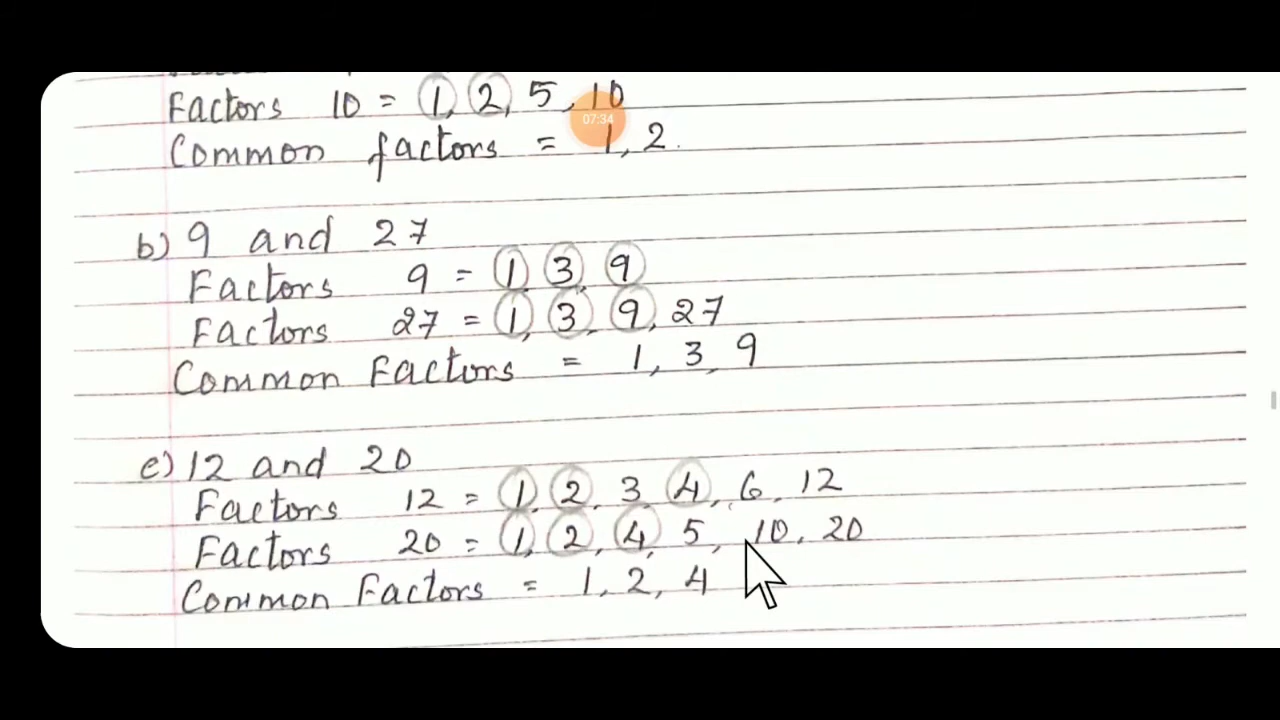 Factors 10 = 1, 2, 5, 10
07:34
Common factors = 1, 2.
b) 9 and 27
Factors 9 = 1, 3, 9
Factors 27 = 1, 3, 9, 27
Common Factors = 1, 3, 9
c) 12 and 20
Factors 12 = 1, 2, 3, 4, 6, 12
Factors 20 = 1, 2, 4, 5, 10, 20
Common Factors = 1, 2, 4